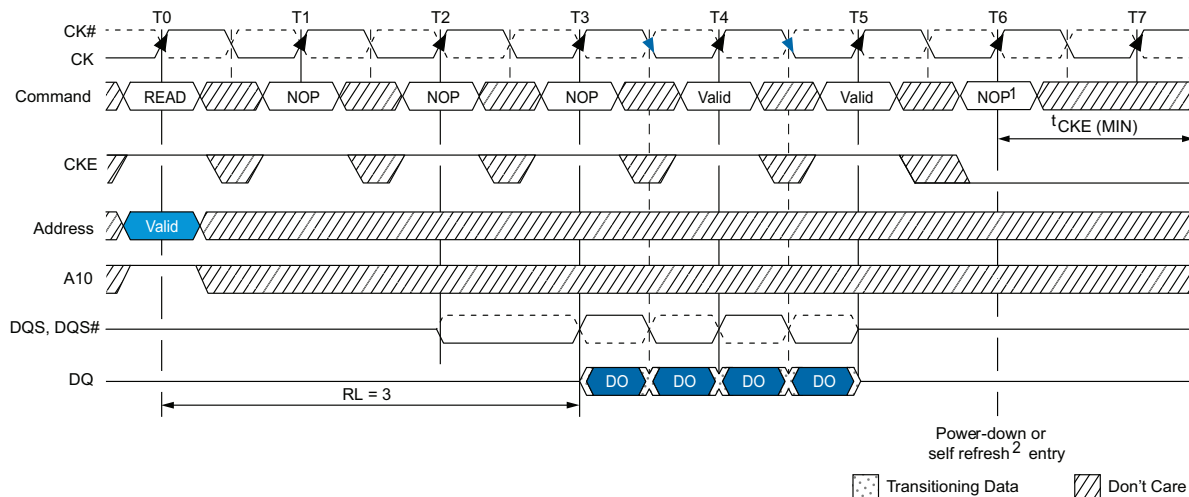 T0 T1 T2 T3 T4 T5 T6 T7
CK#
CK
Command READ NOP NOP NOP Valid Valid NOP1
tCKE (MIN)
CKE
Address Valid
A10
DQS, DQS#
DQ DO DO DO DO
RL = 3
Power-down or
self refresh2 entry
Transitioning Data Don't Care